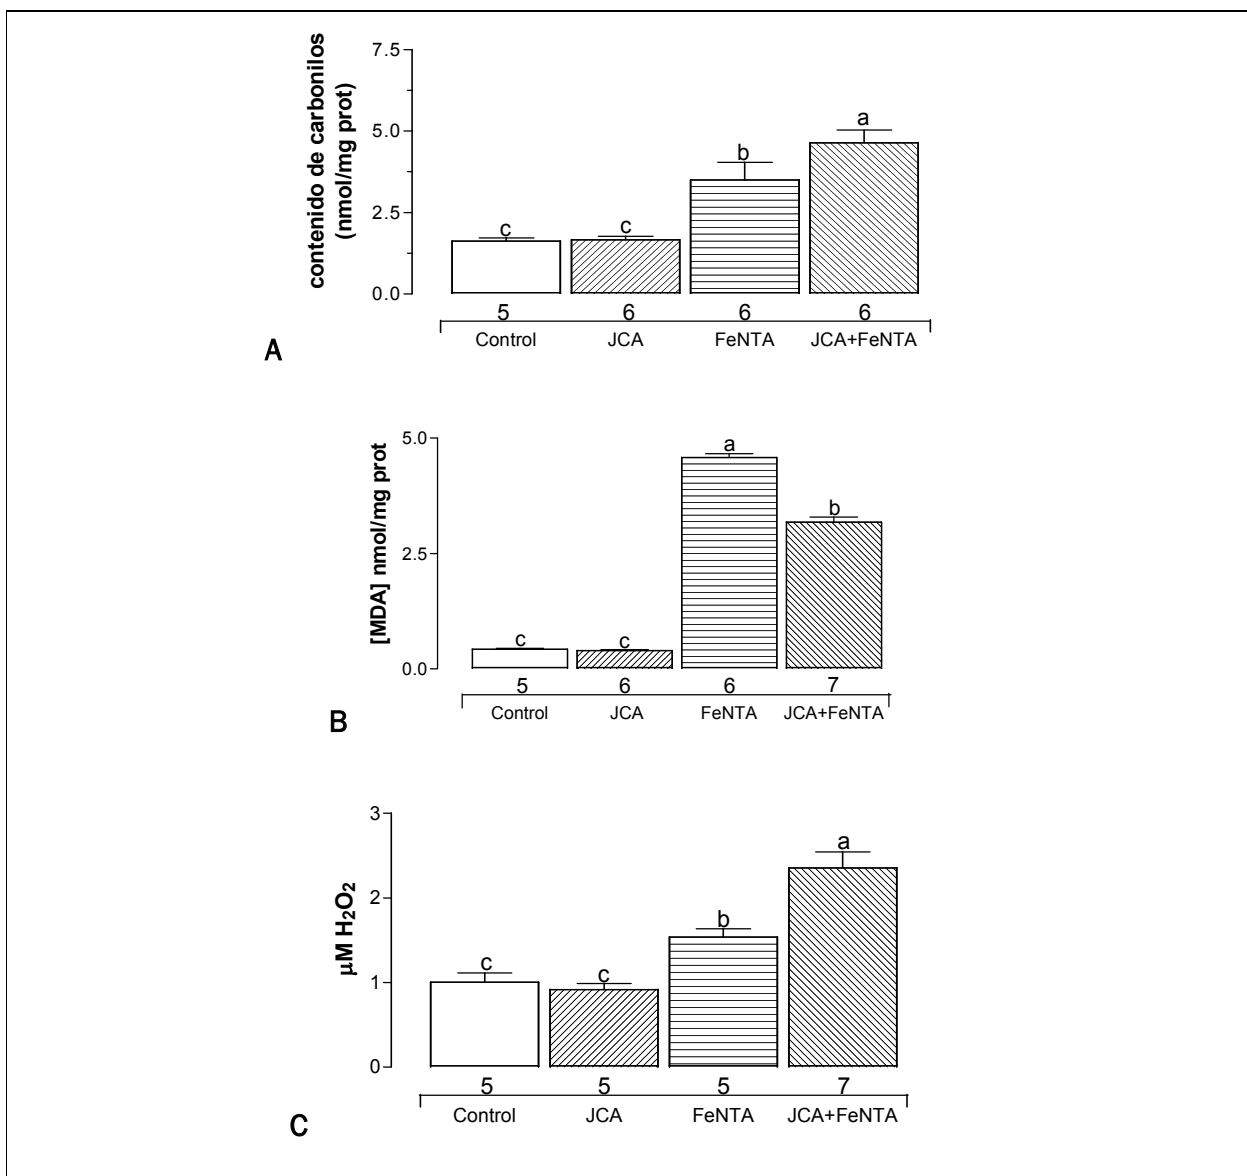 contenido de carbonilos
(nmol/mg prot)
7.5
5.0
2.5
0.0
c
c
b
a
5 6 6 6
Control JCA FeNTA JCA+FeNTA
A
[MDA] nmol/mg prot
5.0
2.5
0.0
c
c
a
b
5 6 6 7
Control JCA FeNTA JCA+FeNTA
B
µM H₂O₂
3
2
1
0
c
c
b
a
5 5 5 7
Control JCA FeNTA JCA+FeNTA
C